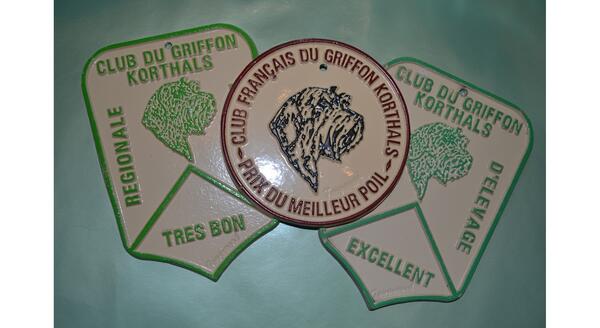 CLUB DU GRIFFON
KORTHALS
REGIONALE
TRES BON
CLUB FRANÇAIS DU GRIFFON KORTHALS
PRIX DU MEILLEUR POIL
CLUB DU GRIFFON
KORTHALS
D'ELEVAGE
EXCELLENT